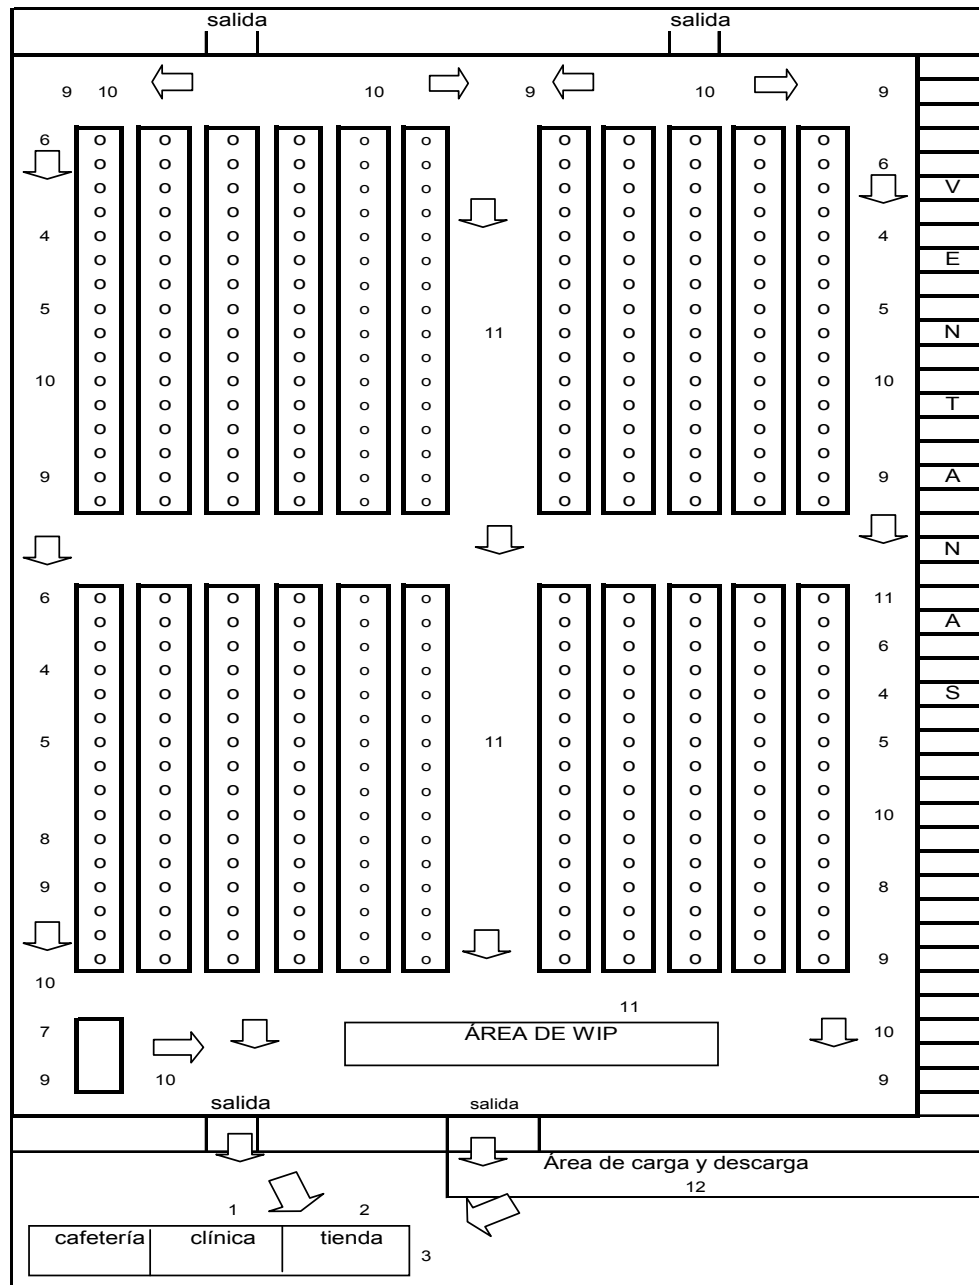 salida salida
9 10 10 9 10 9
6 o o o o o o o o o o o
o o o o o o o o o o o 6
o o o o o o o o o o o V
o o o o o o o o o o o
4 o o o o o o o o o o o 4
o o o o o o o o o o o E
o o o o o o o o o o o
5 o o o o o o o o o o o 5
o o o o o o 11 o o o o o N
o o o o o o o o o o o
10 o o o o o o o o o o o 10
o o o o o o o o o o o T
o o o o o o o o o o o
o o o o o o o o o o o
9 o o o o o o o o o o o 9 A
o o o o o o o o o o o
N
6 o o o o o o o o o o o 11
o o o o o o o o o o o A
o o o o o o o o o o o 6
4 o o o o o o o o o o o
o o o o o o o o o o o 4 S
o o o o o o o o o o o
5 o o o o o o 11 o o o o o 5
o o o o o o o o o o o
o o o o o o o o o o o
o o o o o o o o o o o 10
8 o o o o o o o o o o o
o o o o o o o o o o o
9 o o o o o o o o o o o 8
o o o o o o o o o o o
o o o o o o o o o o o
o o o o o o o o o o o 9
10
11
7 ÁREA DE WIP 10
9 10 9
salida salida
Área de carga y descarga
12
1 2
cafetería clínica tienda
3